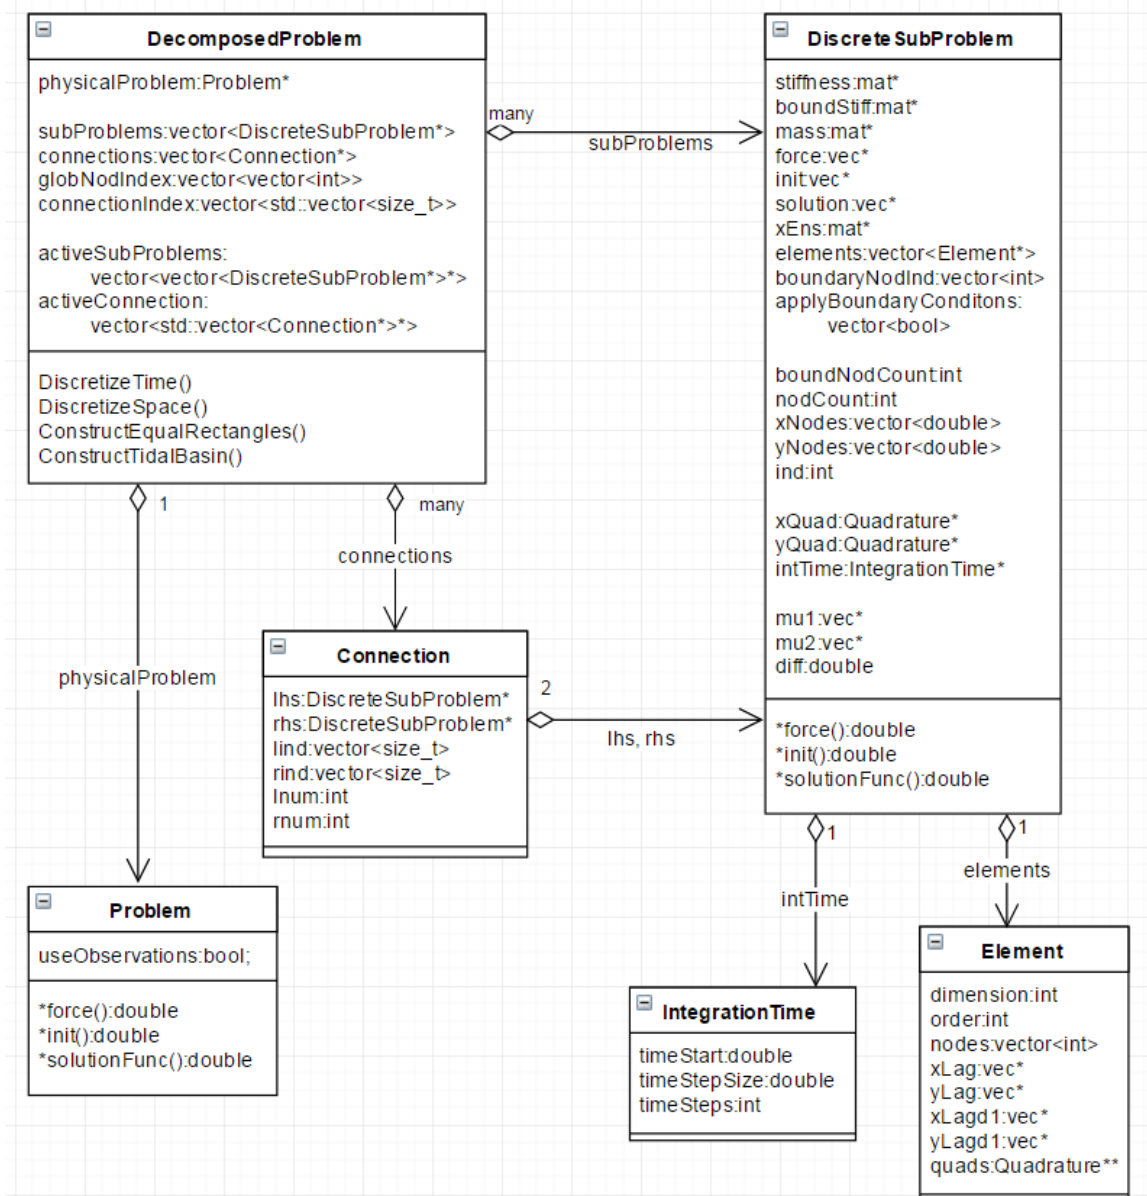 DecomposedProblem
physicalProblem:Problem*
subProblems:vector<DiscreteSubProblem*>
connections:vector<Connection*>
globNodIndex:vector<vector<int>>
connectionIndex:vector<std::vector<size_t>>
activeSubProblems:
vector<vector<DiscreteSubProblem*>*>
activeConnection:
vector<std::vector<Connection*>*>
DiscretizeTime()
DiscretizeSpace()
ConstructEqualRectangles()
ConstructTidalBasin()
many
subProblems
DiscreteSubProblem
stiffness:mat*
boundStiff:mat*
mass:mat*
force:vec*
init:vec*
solution:vec*
xEns:mat*
elements:vector<Element*>
boundaryNodInd:vector<int>
applyBoundaryConditons:
vector<bool>
boundNodCount:int
nodCount:int
xNodes:vector<double>
yNodes:vector<double>
ind:int
xQuad:Quadrature*
yQuad:Quadrature*
intTime:IntegrationTime*
mu1:vec*
mu2:vec*
diff:double
*force():double
*init():double
*solutionFunc():double
1
many
connections
physicalProblem
Connection
lhs:DiscreteSubProblem*
rhs:DiscreteSubProblem*
lind:vector<size_t>
rind:vector<size_t>
lnum:int
rnum:int
2
lhs, rhs
1
1
intTime
elements
Problem
useObservations:bool;
*force():double
*init():double
*solutionFunc():double
IntegrationTime
timeStart:double
timeStepSize:double
timeSteps:int
Element
dimension:int
order:int
nodes:vector<int>
xLag:vec*
yLag:vec*
xLagd1:vec*
yLagd1:vec*
quads:Quadrature**